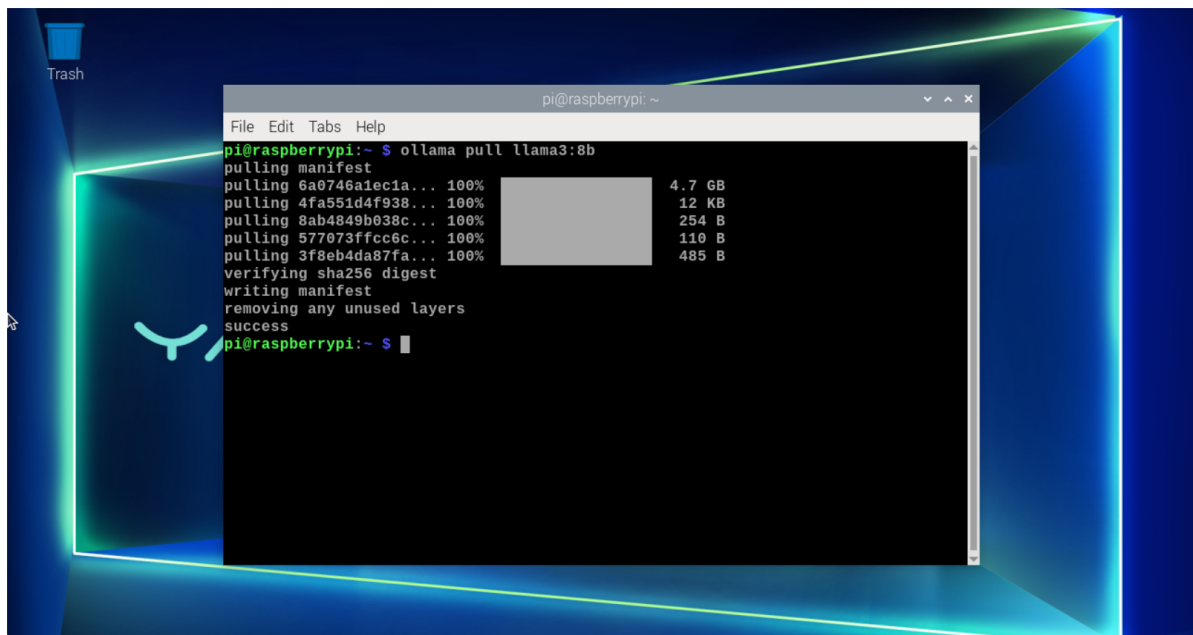 Trash
pi@raspberrypi: ~
File Edit Tabs Help
pi@raspberrypi:~ $ ollama pull llama3:8b
pulling manifest
pulling 6a0746a1ec1a... 100% 4.7 GB
pulling 4fa551d4f938... 100% 12 KB
pulling 8ab4849b038c... 100% 254 B
pulling 577073ffcc6c... 100% 110 B
pulling 3f8eb4da87fa... 100% 485 B
verifying sha256 digest
writing manifest
removing any unused layers
success
pi@raspberrypi:~ $